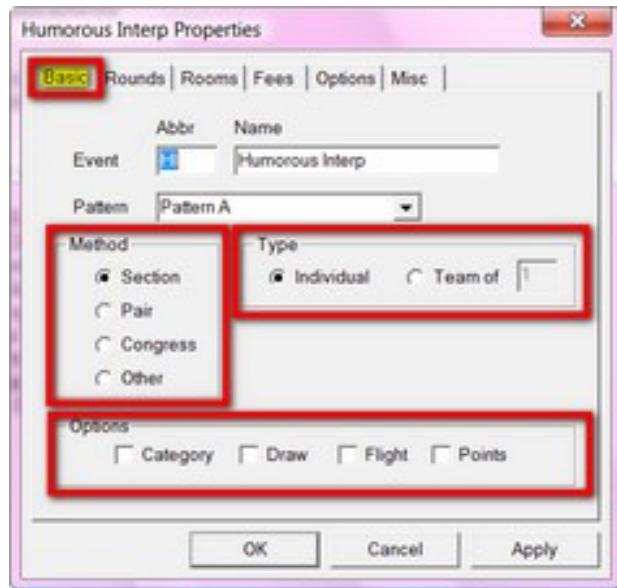 Humorous Interp Properties
Basic Rounds Rooms Fees Options Misc
Abbr Name
Event HI Humorous Interp
Pattern Pattern A
Method
Section
Pair
Congress
Other
Type
Individual Team of 1
Options
Category Draw Flight Points
OK Cancel Apply